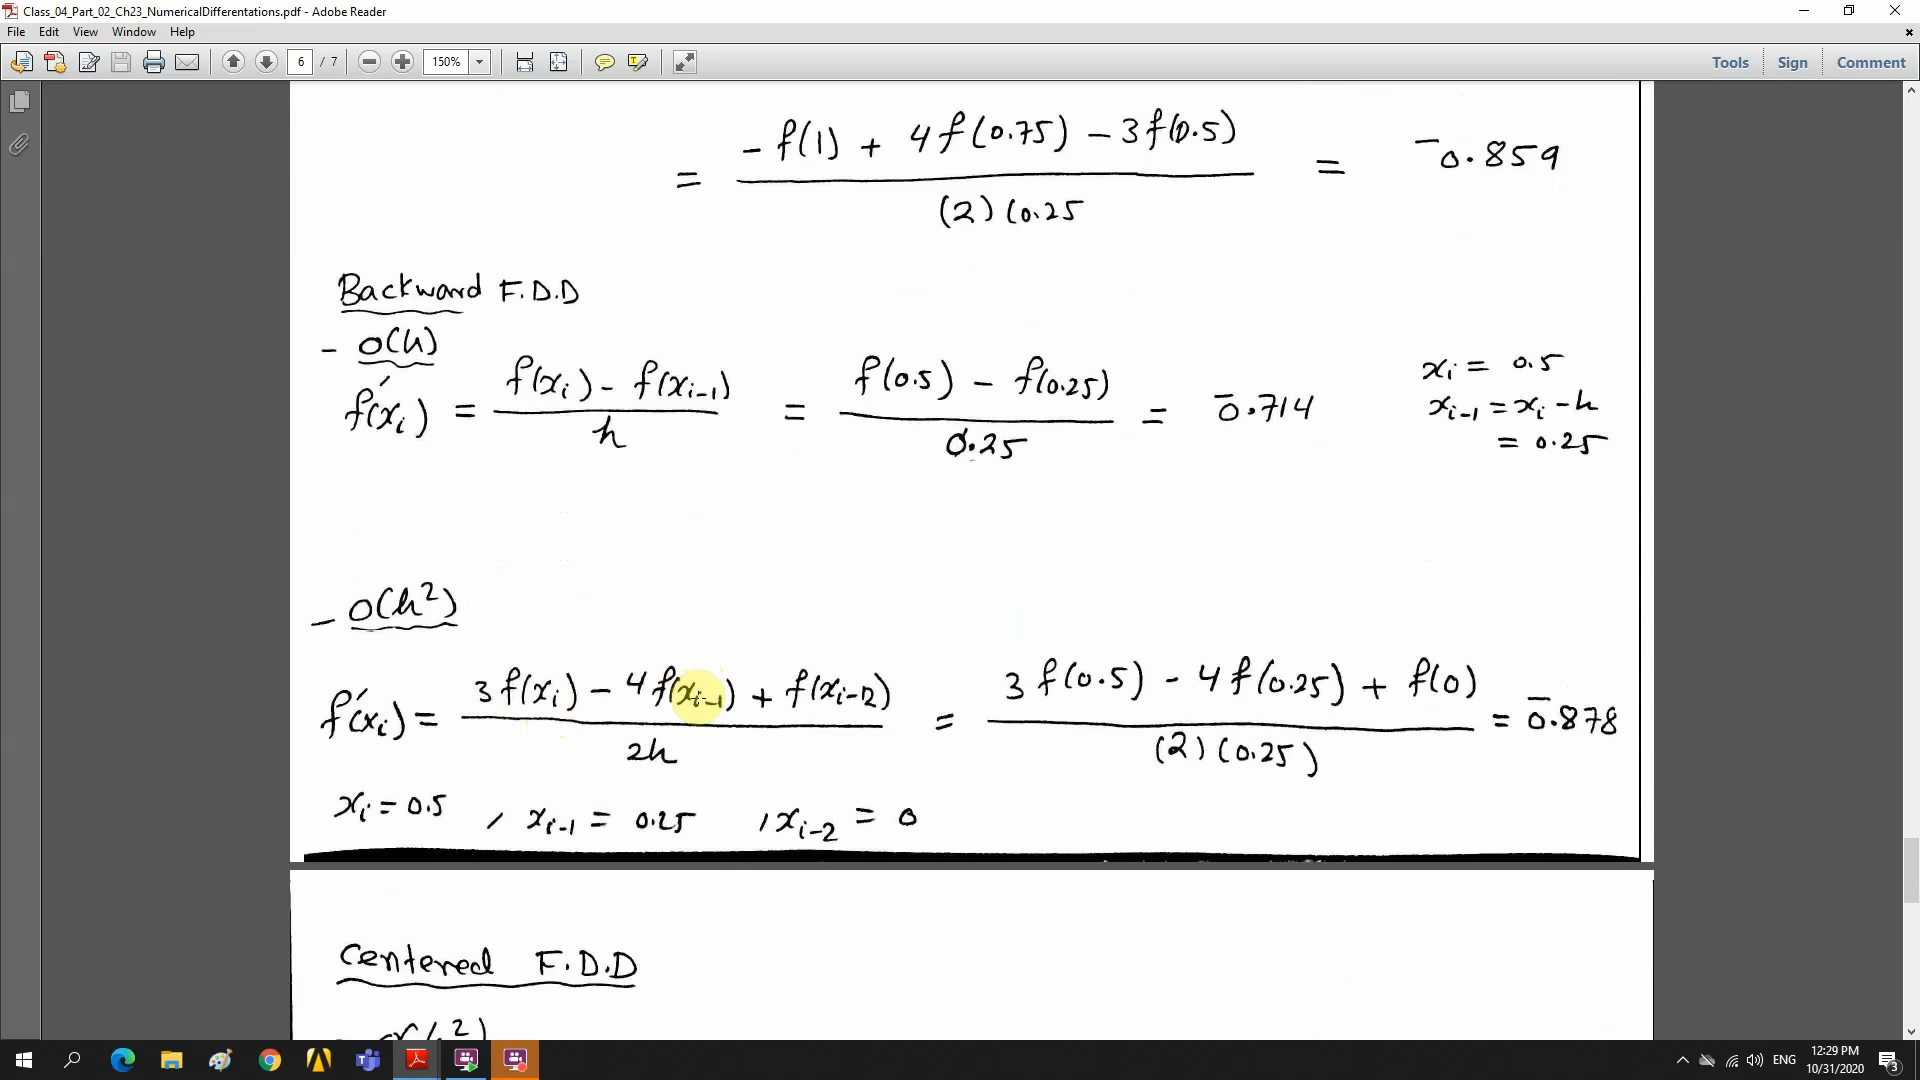 Class_04_Part_02_Ch23_NumericalDifferentations.pdf - Adobe Reader
File Edit View Window Help
6 / 7 150% Tools Sign Comment
= (-f(1) + 4f(0.75) - 3f(0.5)) / ((2)(0.25) = -0.859
Backward F.D.D
- O(h)
f'(xᵢ) = (f(xᵢ) - f(xᵢ₋₁)) / h = (f(0.5) - f(0.25)) / 0.25 = -0.714
xᵢ = 0.5
xᵢ₋₁ = xᵢ - h
= 0.25
- O(h²)
f'(xᵢ) = (3f(xᵢ) - 4f(xᵢ₋₁) + f(xᵢ₋₂)) / 2h = (3f(0.5) - 4f(0.25) + f(0)) / (2)(0.25) = -0.878
xᵢ = 0.5 , xᵢ₋₁ = 0.25 , xᵢ₋₂ = 0
Centered F.D.D
ENG
12:29 PM
10/31/2020
3